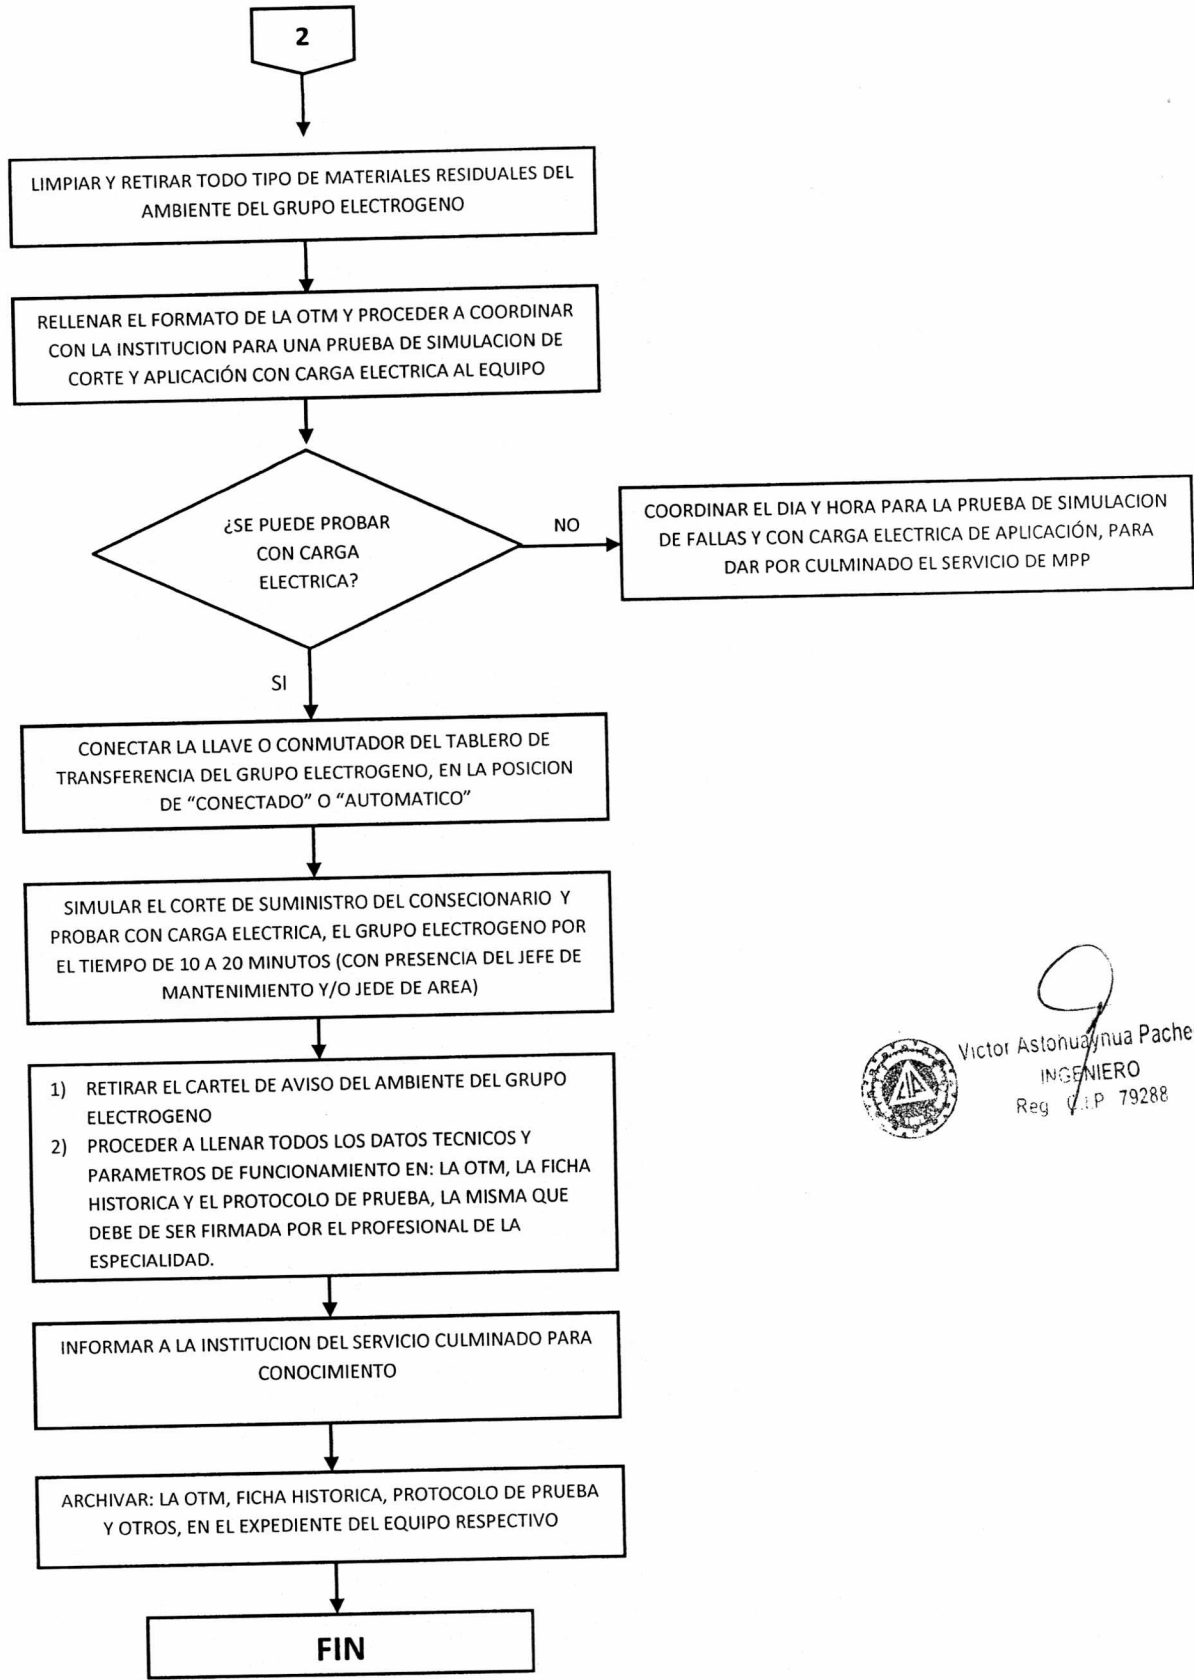 2
LIMPIAR Y RETIRAR TODO TIPO DE MATERIALES RESIDUALES DEL
AMBIENTE DEL GRUPO ELECTROGENO
RELLENAR EL FORMATO DE LA OTM Y PROCEDER A COORDINAR
CON LA INSTITUCION PARA UNA PRUEBA DE SIMULACION DE
CORTE Y APLICACIÓN CON CARGA ELECTRICA AL EQUIPO
¿SE PUEDE PROBAR
CON CARGA
ELECTRICA?
NO
COORDINAR EL DIA Y HORA PARA LA PRUEBA DE SIMULACION
DE FALLAS Y CON CARGA ELECTRICA DE APLICACIÓN, PARA
DAR POR CULMINADO EL SERVICIO DE MPP
SI
CONECTAR LA LLAVE O CONMUTADOR DEL TABLERO DE
TRANSFERENCIA DEL GRUPO ELECTROGENO, EN LA POSICION
DE “CONECTADO” O “AUTOMATICO”
SIMULAR EL CORTE DE SUMINISTRO DEL CONSECIONARIO Y
PROBAR CON CARGA ELECTRICA, EL GRUPO ELECTROGENO POR
EL TIEMPO DE 10 A 20 MINUTOS (CON PRESENCIA DEL JEFE DE
MANTENIMIENTO Y/O JEDE DE AREA)
1) RETIRAR EL CARTEL DE AVISO DEL AMBIENTE DEL GRUPO
ELECTROGENO
2) PROCEDER A LLENAR TODOS LOS DATOS TECNICOS Y
PARAMETROS DE FUNCIONAMIENTO EN: LA OTM, LA FICHA
HISTORICA Y EL PROTOCOLO DE PRUEBA, LA MISMA QUE
DEBE DE SER FIRMADA POR EL PROFESIONAL DE LA
ESPECIALIDAD.
Victor Astohuaynua Pache
INGENIERO
Reg C.I.P 79288
INFORMAR A LA INSTITUCION DEL SERVICIO CULMINADO PARA
CONOCIMIENTO
ARCHIVAR: LA OTM, FICHA HISTORICA, PROTOCOLO DE PRUEBA
Y OTROS, EN EL EXPEDIENTE DEL EQUIPO RESPECTIVO
FIN